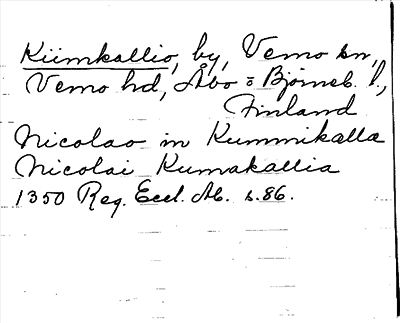 Kiimkallio, by, Vemo sn,
Vemo hd, Åbo o Björneb. l,
Finland
Nicolao in Kummikalla
Nicolai Kumakallia
1350 Reg. Eccl. Ab. s. 86.